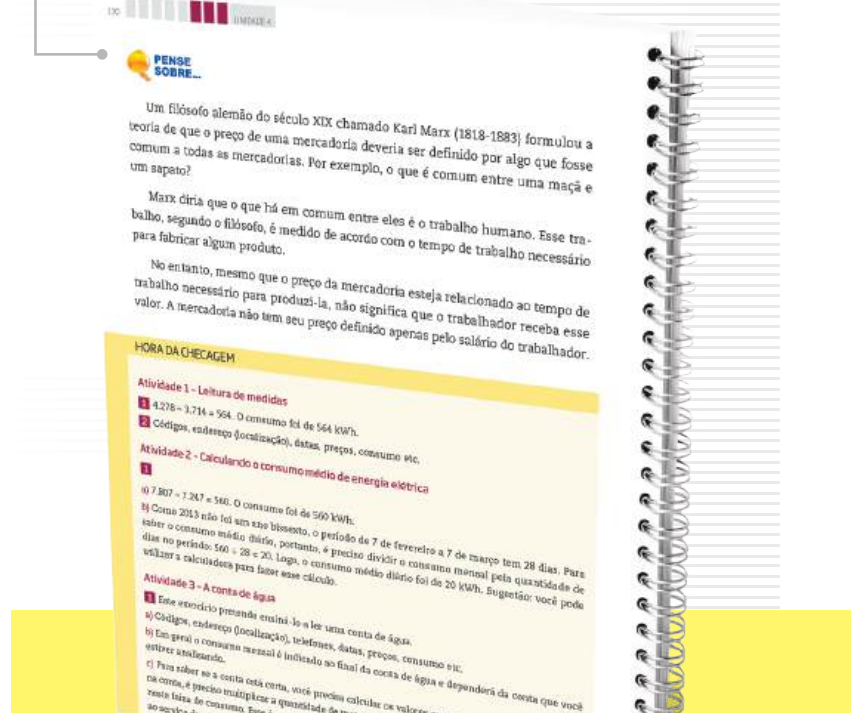 130 UNIDADE 4
PENSE
SOBRE...
Um filósofo alemão do século XIX chamado Karl Marx (1818-1883) formulou a
teoria de que o preço de uma mercadoria deveria ser definido por algo que fosse
comum a todas as mercadorias. Por exemplo, o que é comum entre uma maçã e
um sapato?
Marx diria que o que há em comum entre eles é o trabalho humano. Esse tra-
balho, segundo o filósofo, é medido de acordo com o tempo de trabalho necessário
para fabricar algum produto.
No entanto, mesmo que o preço da mercadoria esteja relacionado ao tempo de
trabalho necessário para produzi-la, não significa que o trabalhador receba esse
valor. A mercadoria não tem seu preço definido apenas pelo salário do trabalhador.
HORA DA CHECAGEM
Atividade 1 – Leitura de medidas
1 4.278 – 3.714 = 564. O consumo foi de 564 kWh.
2 Códigos, endereço (localização), datas, preços, consumo etc.
Atividade 2 – Calculando o consumo médio de energia elétrica
1
a) 7.807 – 7.247 = 560. O consumo foi de 560 kWh.
b) Como 2013 não foi um ano bissexto, o período de 7 de fevereiro a 7 de março tem 28 dias. Para
saber o consumo médio diário, portanto, é preciso dividir o consumo mensal pela quantidade de
dias no período: 560 ÷ 28 = 20. Logo, o consumo médio diário foi de 20 kWh. Sugestão: você pode
utilizar a calculadora para fazer esse cálculo.
Atividade 3 – A conta de água
1 Este exercício pretende ensiná-lo a ler uma conta de água.
a) Códigos, endereço (localização), telefones, datas, preços, consumo etc.
b) Em geral o consumo mensal é indicado no final da conta de água e dependerá da conta que você
estiver analisando.
c) Para saber se a conta está certa, você precisa calcular os valores
na conta, é preciso multiplicar a quantidade de
nesta faixa de consumo.
ao serviço